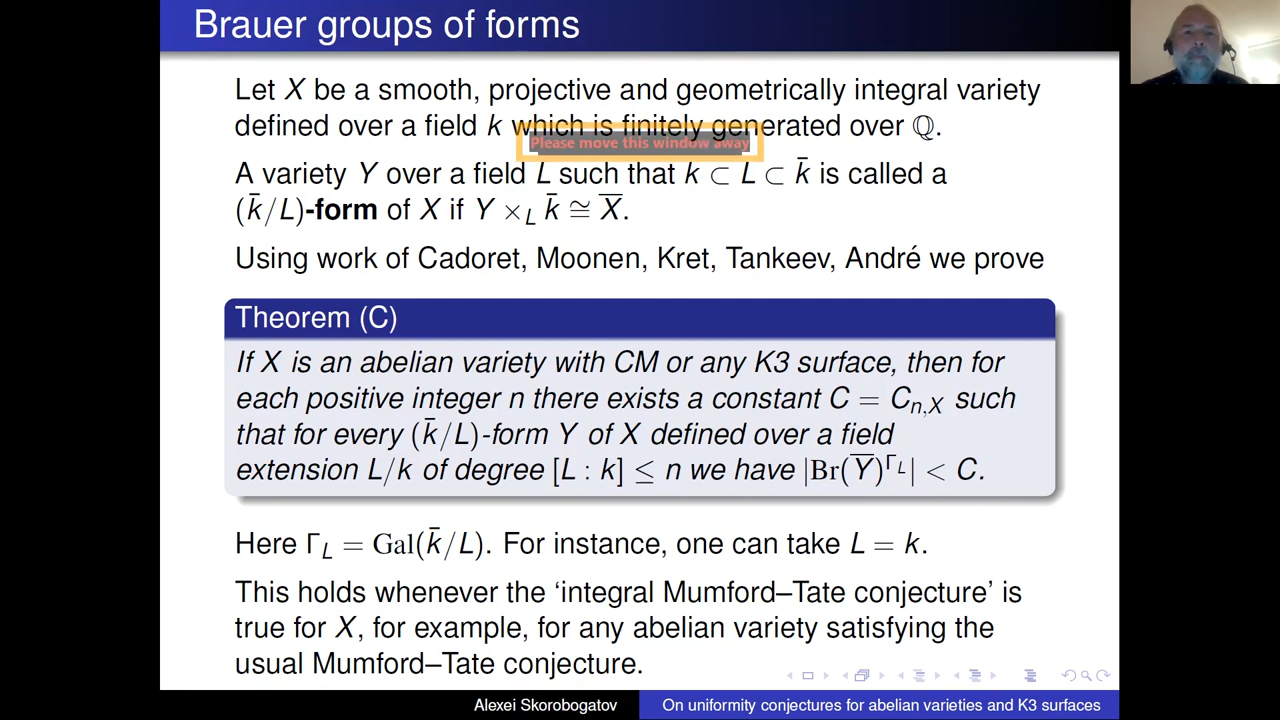 Brauer groups of forms
Let X be a smooth, projective and geometrically integral variety
defined over a field k which is finitely generated over ℚ.
Please move this window away
A variety Y over a field L such that k ⊂ L ⊂ k̄ is called a
(k̄/L)-form of X if Y ×_L k̄ ≅ X̅.
Using work of Cadoret, Moonen, Kret, Tankeev, André we prove
Theorem (C)
If X is an abelian variety with CM or any K3 surface, then for
each positive integer n there exists a constant C = C_{n,X} such
that for every (k̄/L)-form Y of X defined over a field
extension L/k of degree [L : k] ≤ n we have |Br(Y̅)^{Γ_L}| < C.
Here Γ_L = Gal(k̄/L). For instance, one can take L = k.
This holds whenever the ‘integral Mumford–Tate conjecture’ is
true for X, for example, for any abelian variety satisfying the
usual Mumford–Tate conjecture.
Alexei Skorobogatov
On uniformity conjectures for abelian varieties and K3 surfaces